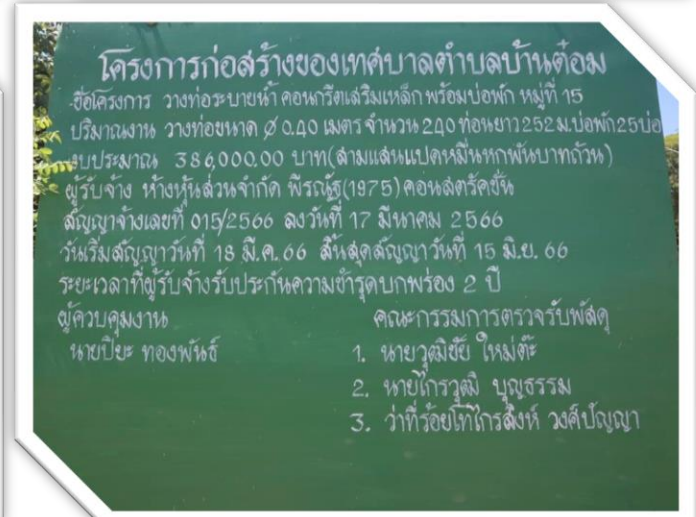 โครงการก่อสร้างของเทศบาลตำบลบ้านต๋อม
-ชื่อโครงการ วางท่อระบายน้ำ คอนกรีตเสริมเหล็ก พร้อมบ่อพัก หมู่ที่ 15
ปริมาณงาน วางท่อขนาด Ø 0.40 เมตร จำนวน 240 ท่อนยาว 252 ม.บ่อพัก 25 บ่อ
งบประมาณ 386,000.00 บาท(สามแสนแปดหมื่นหกพันบาทถ้วน)
ผู้รับจ้าง ห้างหุ้นส่วนจำกัด พีรณัฐ(1975)คอนสตรัคชั่น
สัญญาจ้างเลขที่ 015/2566 ลงวันที่ 17 มีนาคม 2566
วันเริ่มสัญญาวันที่ 18 มี.ค.66 สิ้นสุดสัญญาวันที่ 15 มิ.ย. 66
ระยะเวลาที่ผู้รับจ้างรับประกันความชำรุดบกพร่อง 2 ปี
ผู้ควบคุมงาน คณะกรรมการตรวจรับพัสดุ
นายปิยะ ทองพันธ์ 1. นายวุฒิชัย ใหม่ต๊ะ
2. นายไกรวุฒิ บุญธรรม
3. ว่าที่ร้อยโทไกรสิงห์ วงศ์ปัญญา